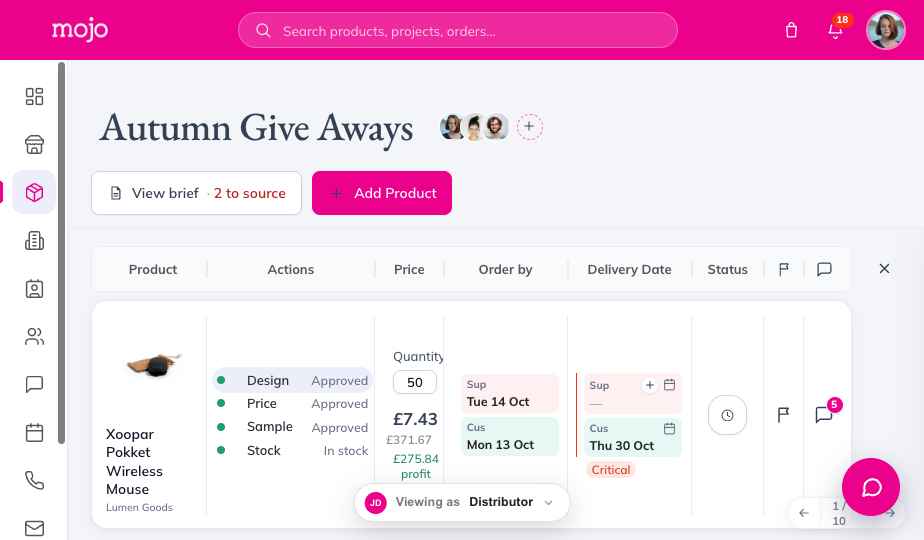 mojo
Search products, projects, orders...
18
Autumn Give Aways
View brief · 2 to source
Add Product
Product Actions Price Order by Delivery Date Status
Xoopar
Pokket
Wireless
Mouse
Lumen Goods
Design Approved
Price Approved
Sample Approved
Stock In stock
Quantity
50
£7.43
£371.67
£275.84
profit
Sup
Tue 14 Oct
Cus
Mon 13 Oct
Sup
—
Cus
Thu 30 Oct
Critical
5
JD Viewing as Distributor
1 /
10